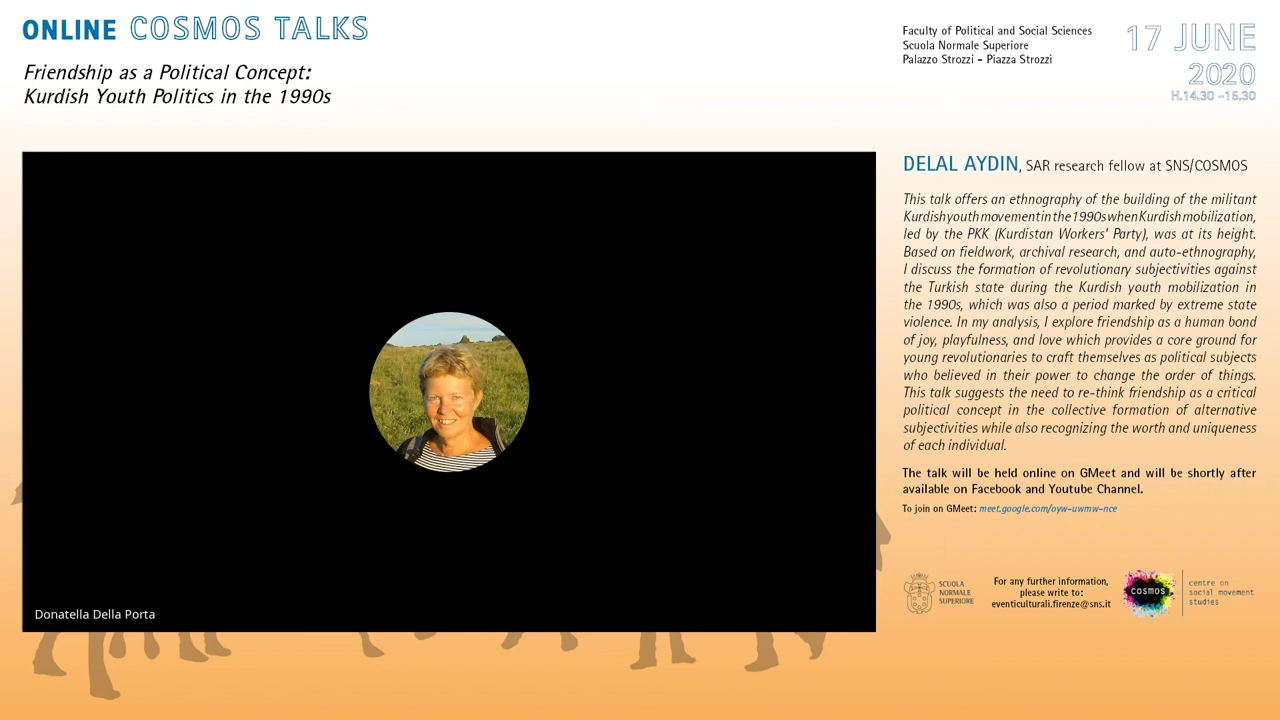 ONLINE COSMOS TALKS
Friendship as a Political Concept:
Kurdish Youth Politics in the 1990s
Faculty of Political and Social Sciences
Scuola Normale Superiore
Palazzo Strozzi - Piazza Strozzi
17 JUNE
2020
H.14.30 -15.30
Donatella Della Porta
DELAL AYDIN, SAR research fellow at SNS/COSMOS
This talk offers an ethnography of the building of the militant
Kurdish youth movement in the 1990s when Kurdish mobilization,
led by the PKK (Kurdistan Workers' Party), was at its height.
Based on fieldwork, archival research, and auto-ethnography,
I discuss the formation of revolutionary subjectivities against
the Turkish state during the Kurdish youth mobilization in
the 1990s, which was also a period marked by extreme state
violence. In my analysis, I explore friendship as a human bond
of joy, playfulness, and love which provides a core ground for
young revolutionaries to craft themselves as political subjects
who believed in their power to change the order of things.
This talk suggests the need to re-think friendship as a critical
political concept in the collective formation of alternative
subjectivities while also recognizing the worth and uniqueness
of each individual.
The talk will be held online on GMeet and will be shortly after
available on Facebook and Youtube Channel.
To join on GMeet: meet.google.com/oyw-uwmw-nce
SCUOLA
NORMALE
SUPERIORE
For any further information,
please write to:
eventiculturali.firenze@sns.it
cosmos
centre on
social movement
studies